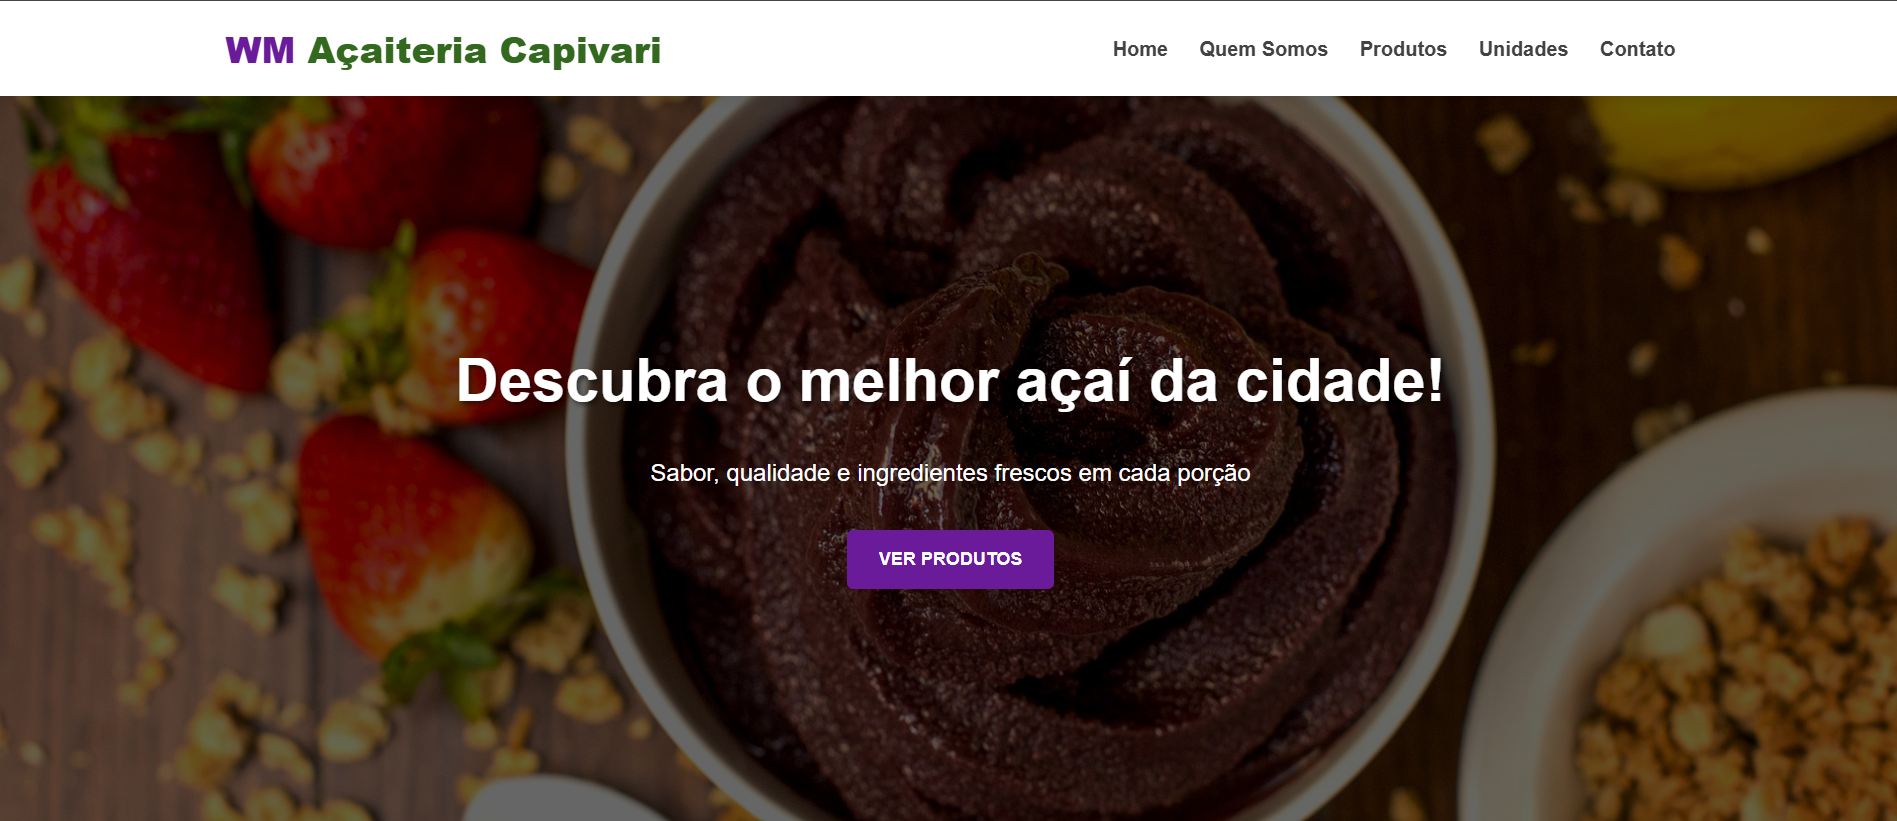 WM Açaiteria Capivari
Home Quem Somos Produtos Unidades Contato
Descubra o melhor açaí da cidade!
Sabor, qualidade e ingredientes frescos em cada porção
VER PRODUTOS